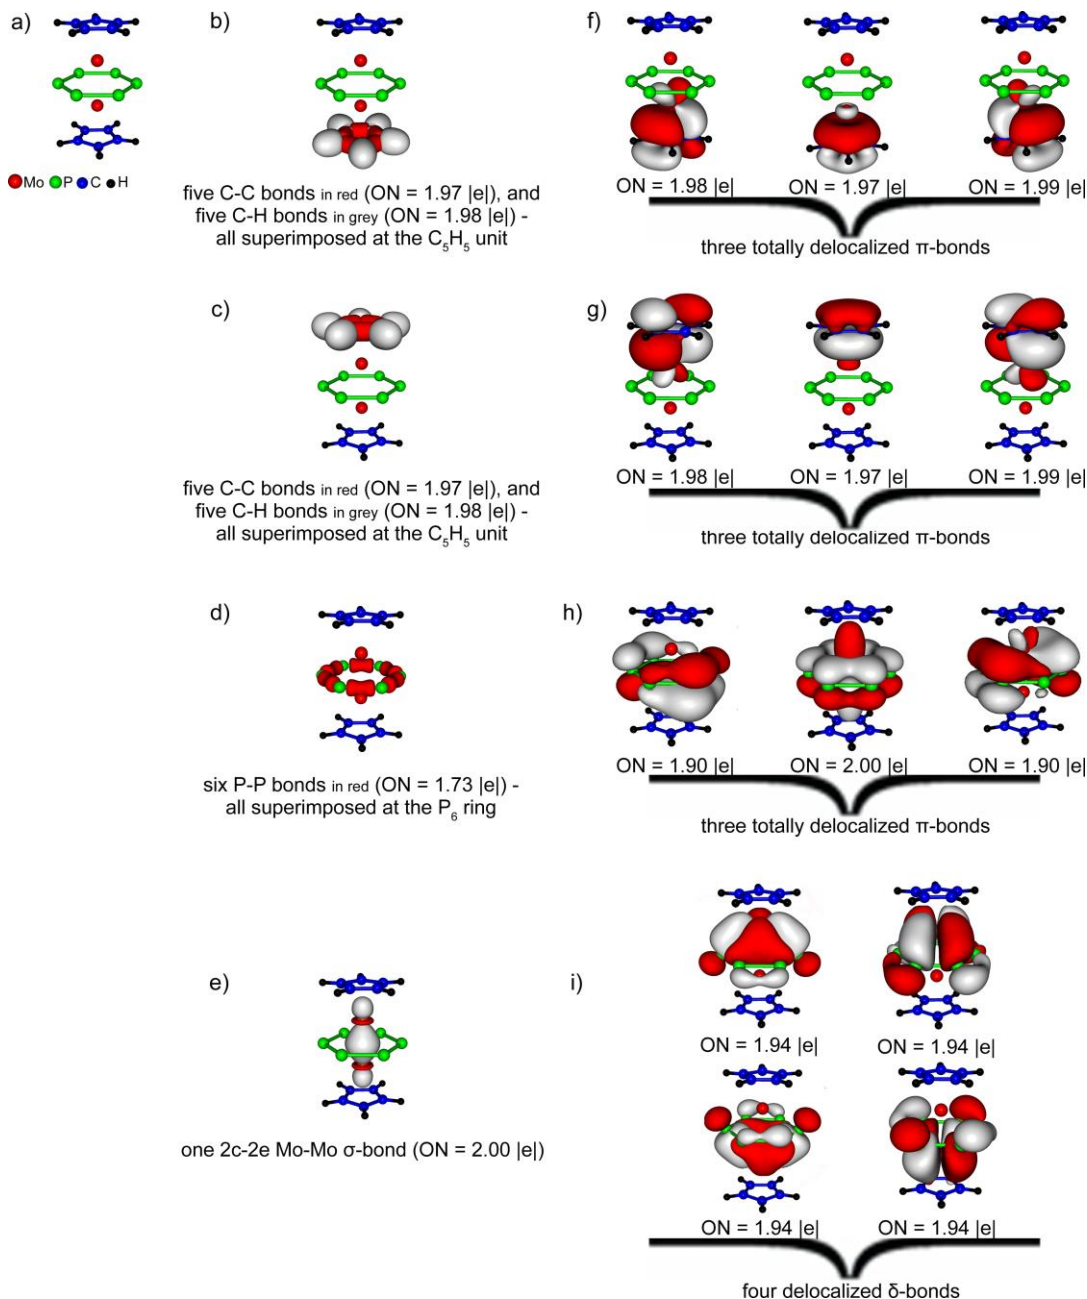 a)
Mo P C H
b)
five C-C bonds in red (ON = 1.97 |e|), and
five C-H bonds in grey (ON = 1.98 |e|) -
all superimposed at the C₅H₅ unit
f)
ON = 1.98 |e| ON = 1.97 |e| ON = 1.99 |e|
three totally delocalized π-bonds
c)
five C-C bonds in red (ON = 1.97 |e|), and
five C-H bonds in grey (ON = 1.98 |e|) -
all superimposed at the C₅H₅ unit
g)
ON = 1.98 |e| ON = 1.97 |e| ON = 1.99 |e|
three totally delocalized π-bonds
d)
six P-P bonds in red (ON = 1.73 |e|) -
all superimposed at the P₆ ring
h)
ON = 1.90 |e| ON = 2.00 |e| ON = 1.90 |e|
three totally delocalized π-bonds
e)
one 2c-2e Mo-Mo σ-bond (ON = 2.00 |e|)
i)
ON = 1.94 |e| ON = 1.94 |e|
ON = 1.94 |e| ON = 1.94 |e|
four delocalized δ-bonds